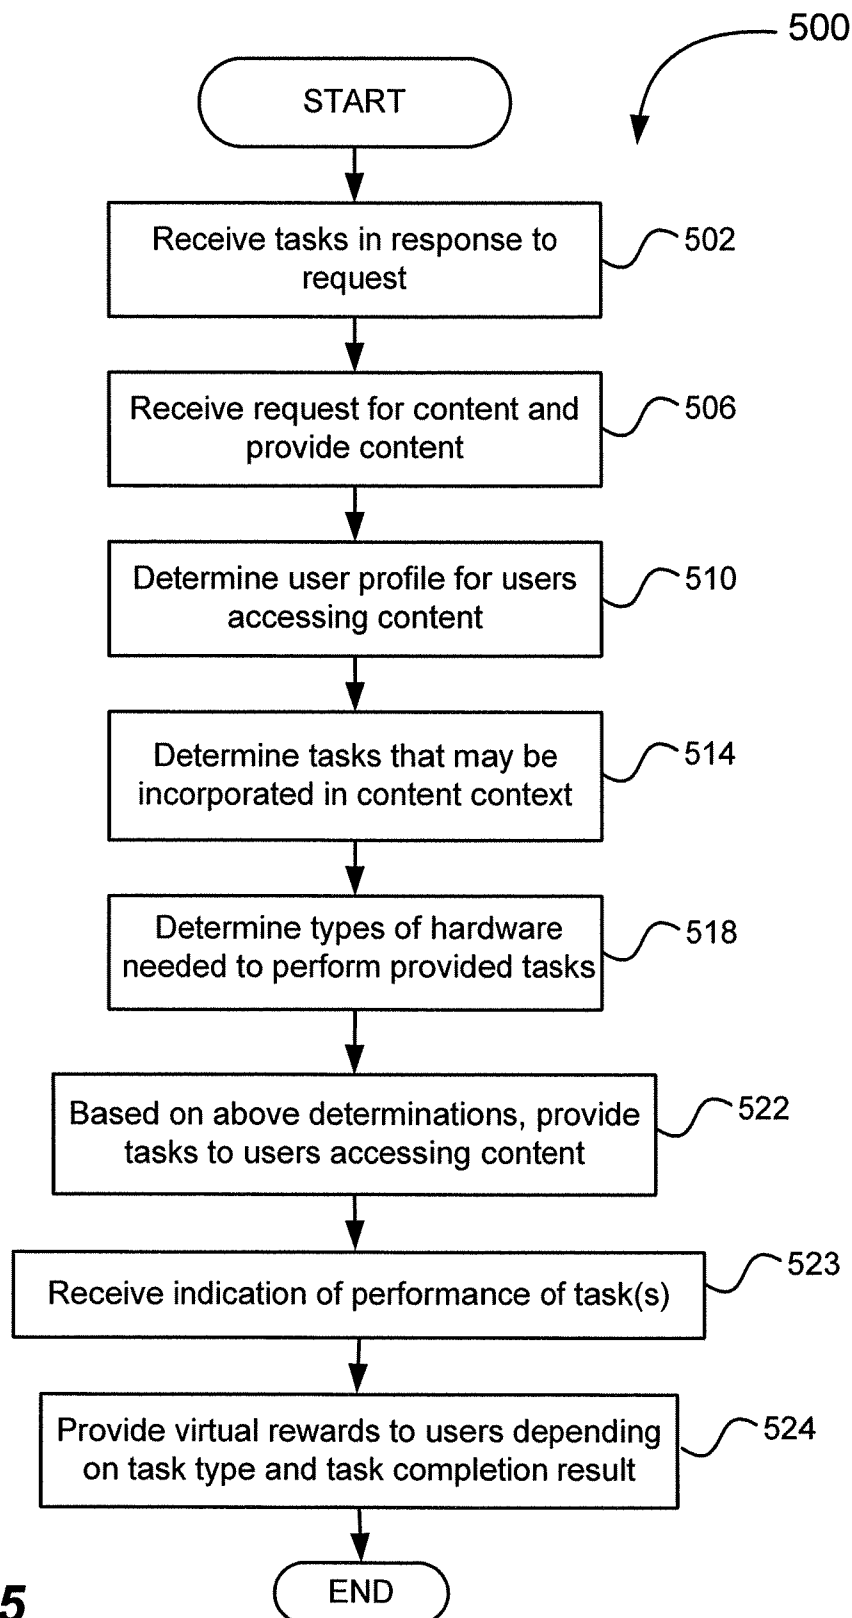 500
START
Receive tasks in response to
request
502
Receive request for content and
provide content
506
Determine user profile for users
accessing content
510
Determine tasks that may be
incorporated in content context
514
Determine types of hardware
needed to perform provided tasks
518
Based on above determinations, provide
tasks to users accessing content
522
Receive indication of performance of task(s)
523
Provide virtual rewards to users depending
on task type and task completion result
524
END
5